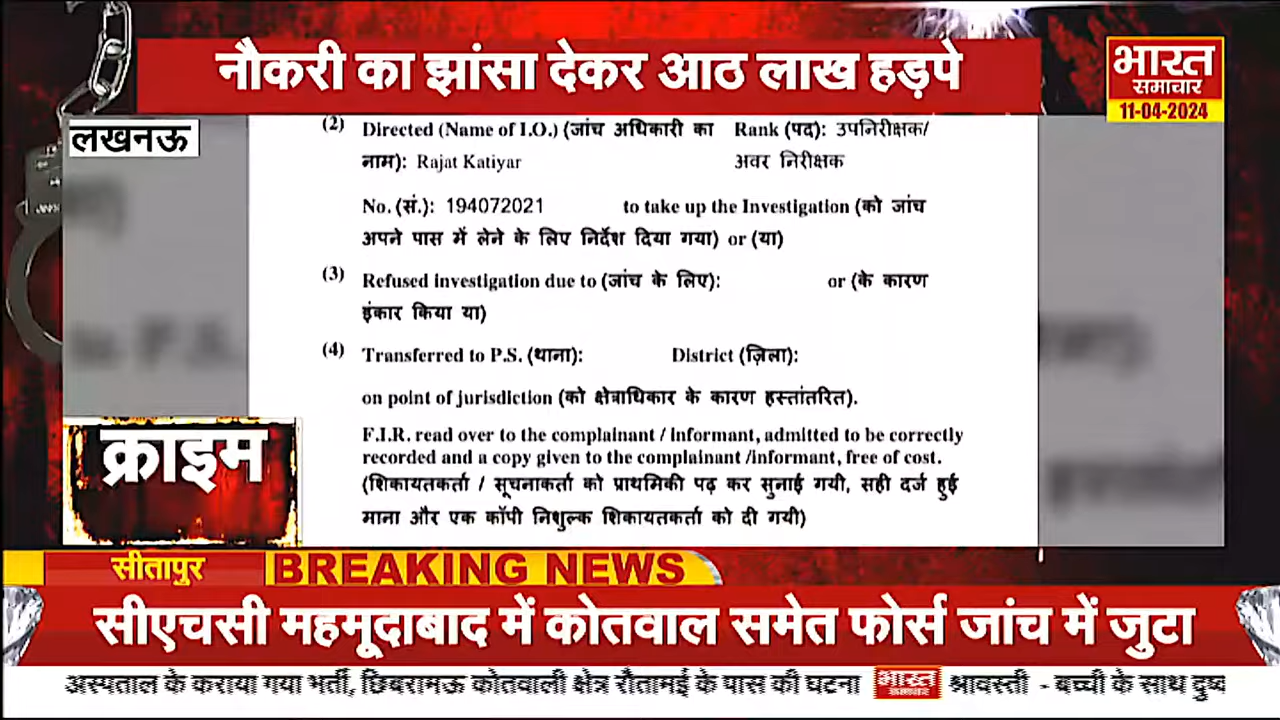 नौकरी का झांसा देकर आठ लाख हड़पे
भारत
समाचार
11-04-2024
लखनऊ
(2) Directed (Name of I.O.) (जांच अधिकारी का Rank (पद): उपनिरीक्षक/
नाम): Rajat Katiyar अवर निरीक्षक
No. (सं.): 194072021 to take up the Investigation (को जांच
अपने पास में लेने के लिए निर्देश दिया गया) or (या)
(3) Refused investigation due to (जांच के लिए): or (के कारण
इंकार किया या)
(4) Transferred to P.S. (थाना): District (ज़िला):
on point of jurisdiction (को क्षेत्राधिकार के कारण हस्तांतरित).
F.I.R. read over to the complainant / informant, admitted to be correctly
recorded and a copy given to the complainant /informant, free of cost.
(शिकायतकर्ता / सूचनाकर्ता को प्राथमिकी पढ़ कर सुनाई गयी, सही दर्ज हुई
माना और एक कॉपी निशुल्क शिकायतकर्ता को दी गयी)
क्राइम
सीतापुर BREAKING NEWS
सीएचसी महमूदाबाद में कोतवाल समेत फोर्स जांच में जुटा
अस्पताल के कराया गया भर्ती, छिबरामऊ कोतवाली क्षेत्र रौतामई के पास की घटना भारत समाचार श्रावस्ती - बच्ची के साथ